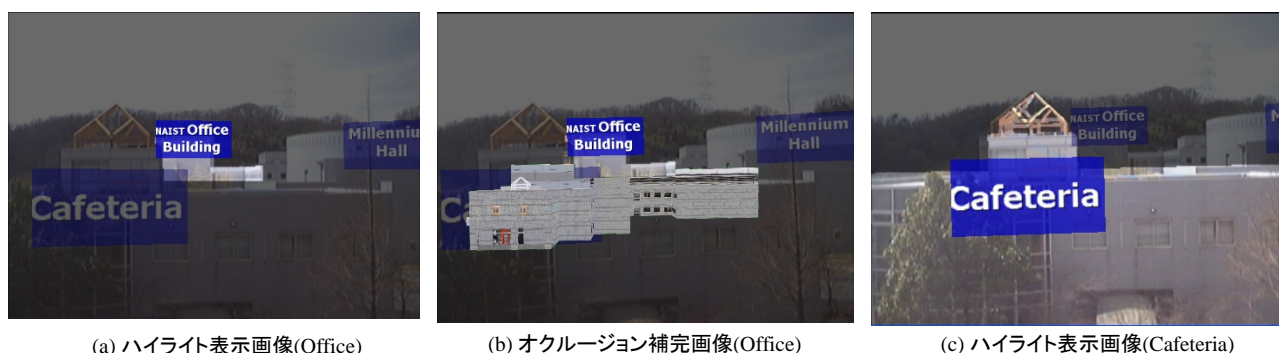 NAIST Office
Building
Millenniu
Hall
Cafeteria
NAIST Office
Building
Millennium
Hall
Ca
NAIST Office
Building
M
Cafeteria
(a) ハイライト表示画像(Office)
(b) オクルージョン補完画像(Office)
(c) ハイライト表示画像(Cafeteria)